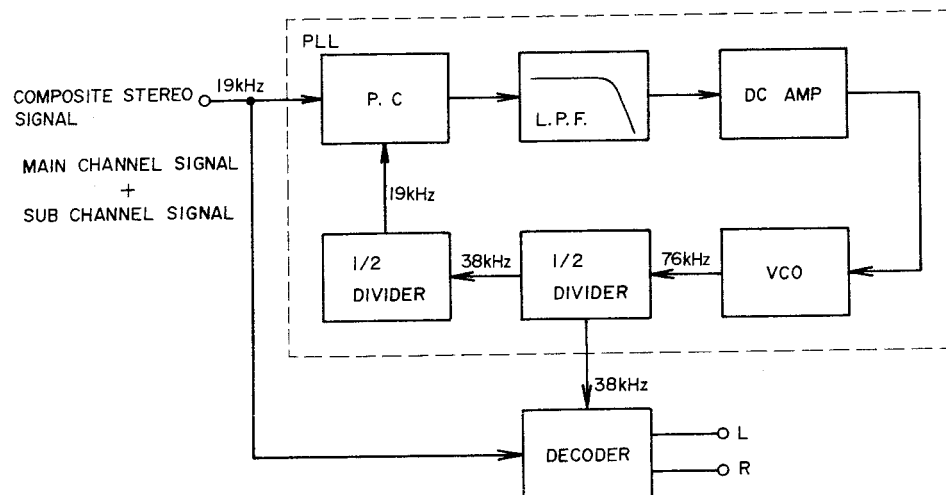 PLL
19kHz
COMPOSITE STEREO
SIGNAL
MAIN CHANNEL SIGNAL
+
SUB CHANNEL SIGNAL
P. C
L. P. F.
DC AMP
19kHz
1/2
DIVIDER
38kHz
1/2
DIVIDER
76kHz
VCO
38kHz
DECODER
L
R